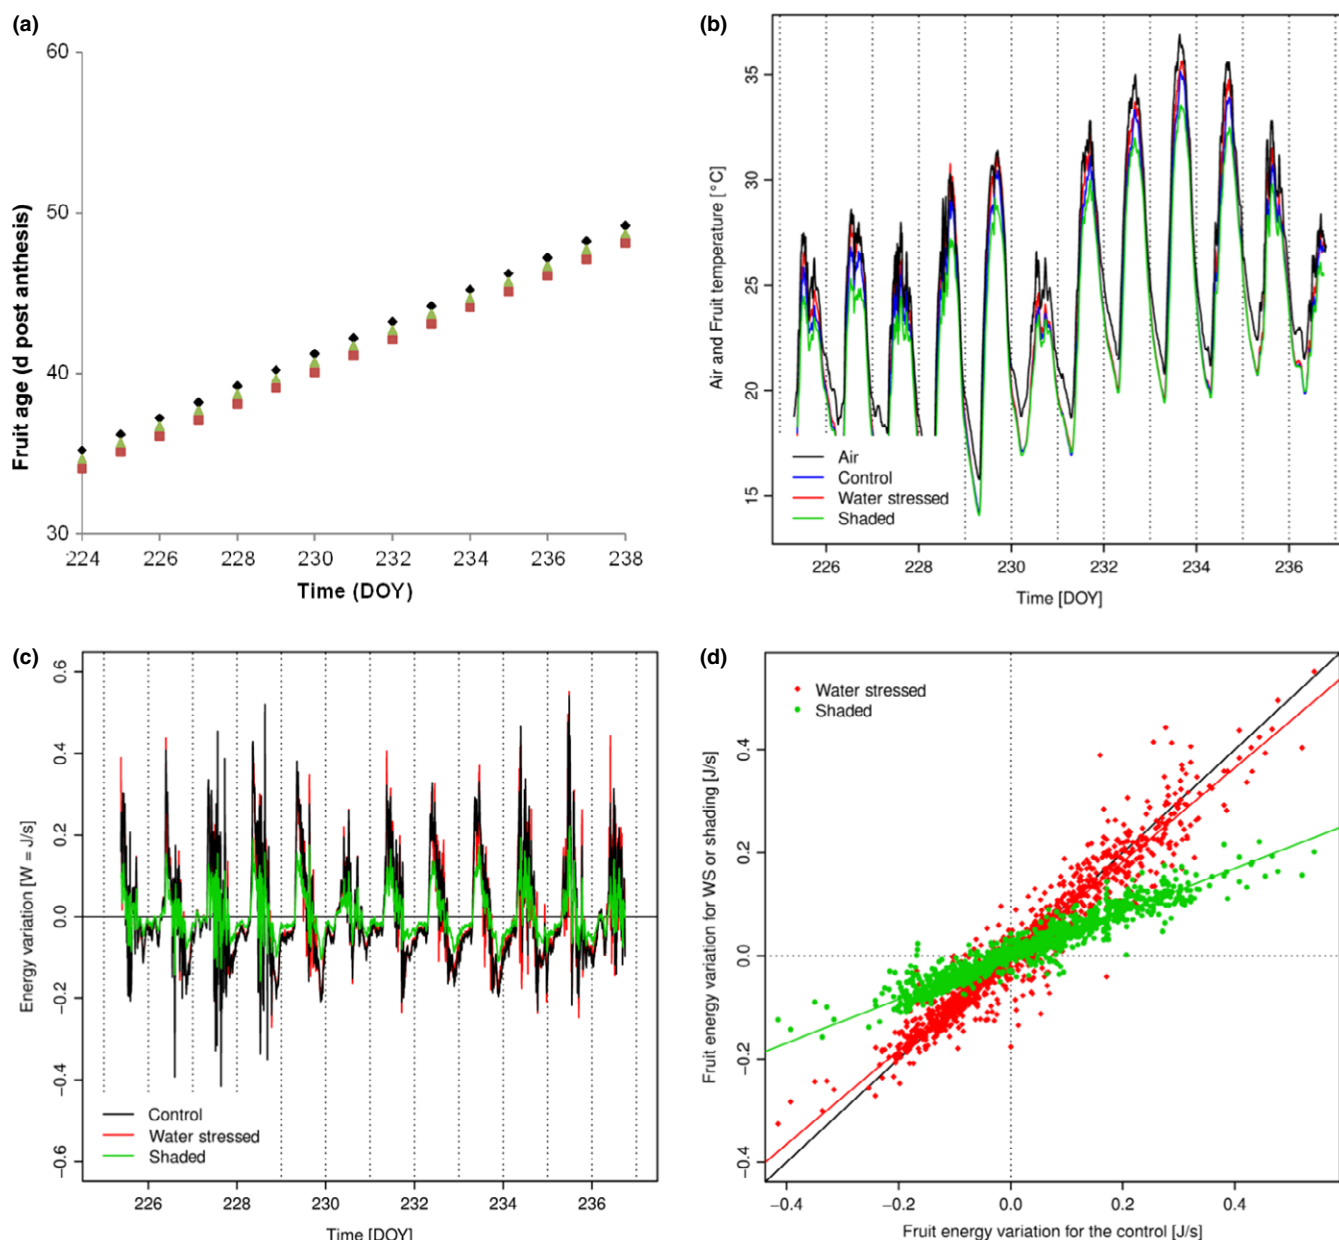 (a)
60
50
40
30
Fruit age (d post anthesis)
224 226 228 230 232 234 236 238
Time (DOY)
(b)
35
30
25
20
15
Air and Fruit temperature [°C]
Air
Control
Water stressed
Shaded
226 228 230 232 234 236
Time [DOY]
(c)
0.6
0.4
0.2
0.0
−0.2
−0.4
−0.6
Energy variation [W = J/s]
Control
Water stressed
Shaded
226 228 230 232 234 236
Time [DOY]
(d)
Water stressed
Shaded
0.4
0.2
0.0
−0.2
−0.4
Fruit energy variation for WS or shading [J/s]
−0.4 −0.2 0.0 0.2 0.4
Fruit energy variation for the control [J/s]